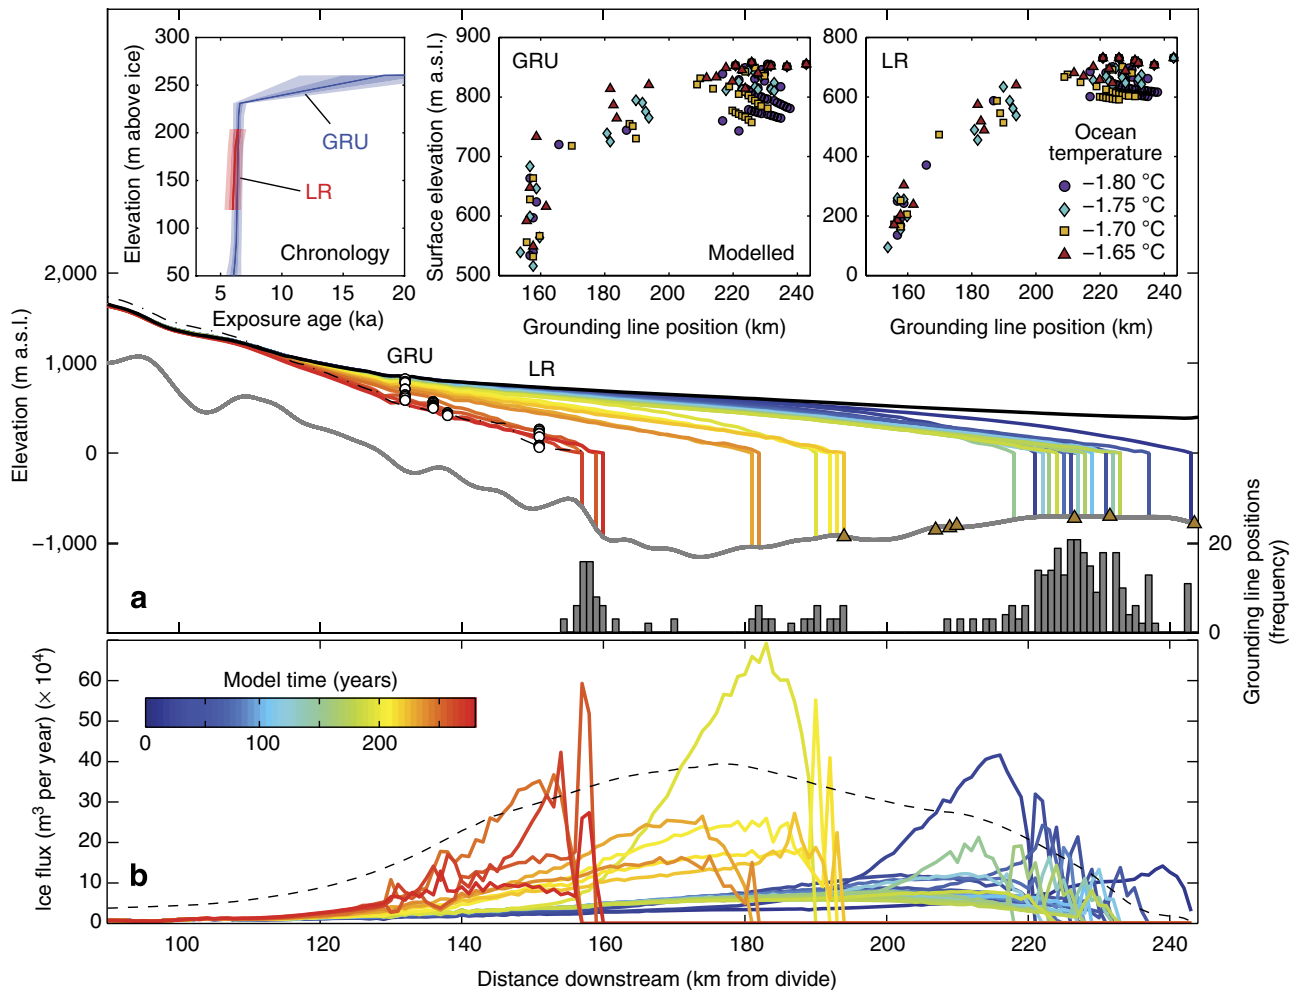 Elevation (m above ice)
300
250
200
150
100
50
GRU
LR
Chronology
5
10
15
20
Exposure age (ka)
Surface elevation (m a.s.l.)
900
800
700
600
500
GRU
Modelled
160
180
200
220
240
Grounding line position (km)
800
600
400
200
0
LR
Ocean
temperature
−1.80 °C
−1.75 °C
−1.70 °C
−1.65 °C
160
180
200
220
240
Grounding line position (km)
Elevation (m a.s.l.)
2,000
1,000
0
−1,000
GRU
LR
a
20
10
0
Grounding line positions
(frequency)
Ice flux (m³ per year) (× 10⁴)
60
50
40
30
20
10
0
Model time (years)
0
100
200
b
100
120
140
160
180
200
220
240
Distance downstream (km from divide)